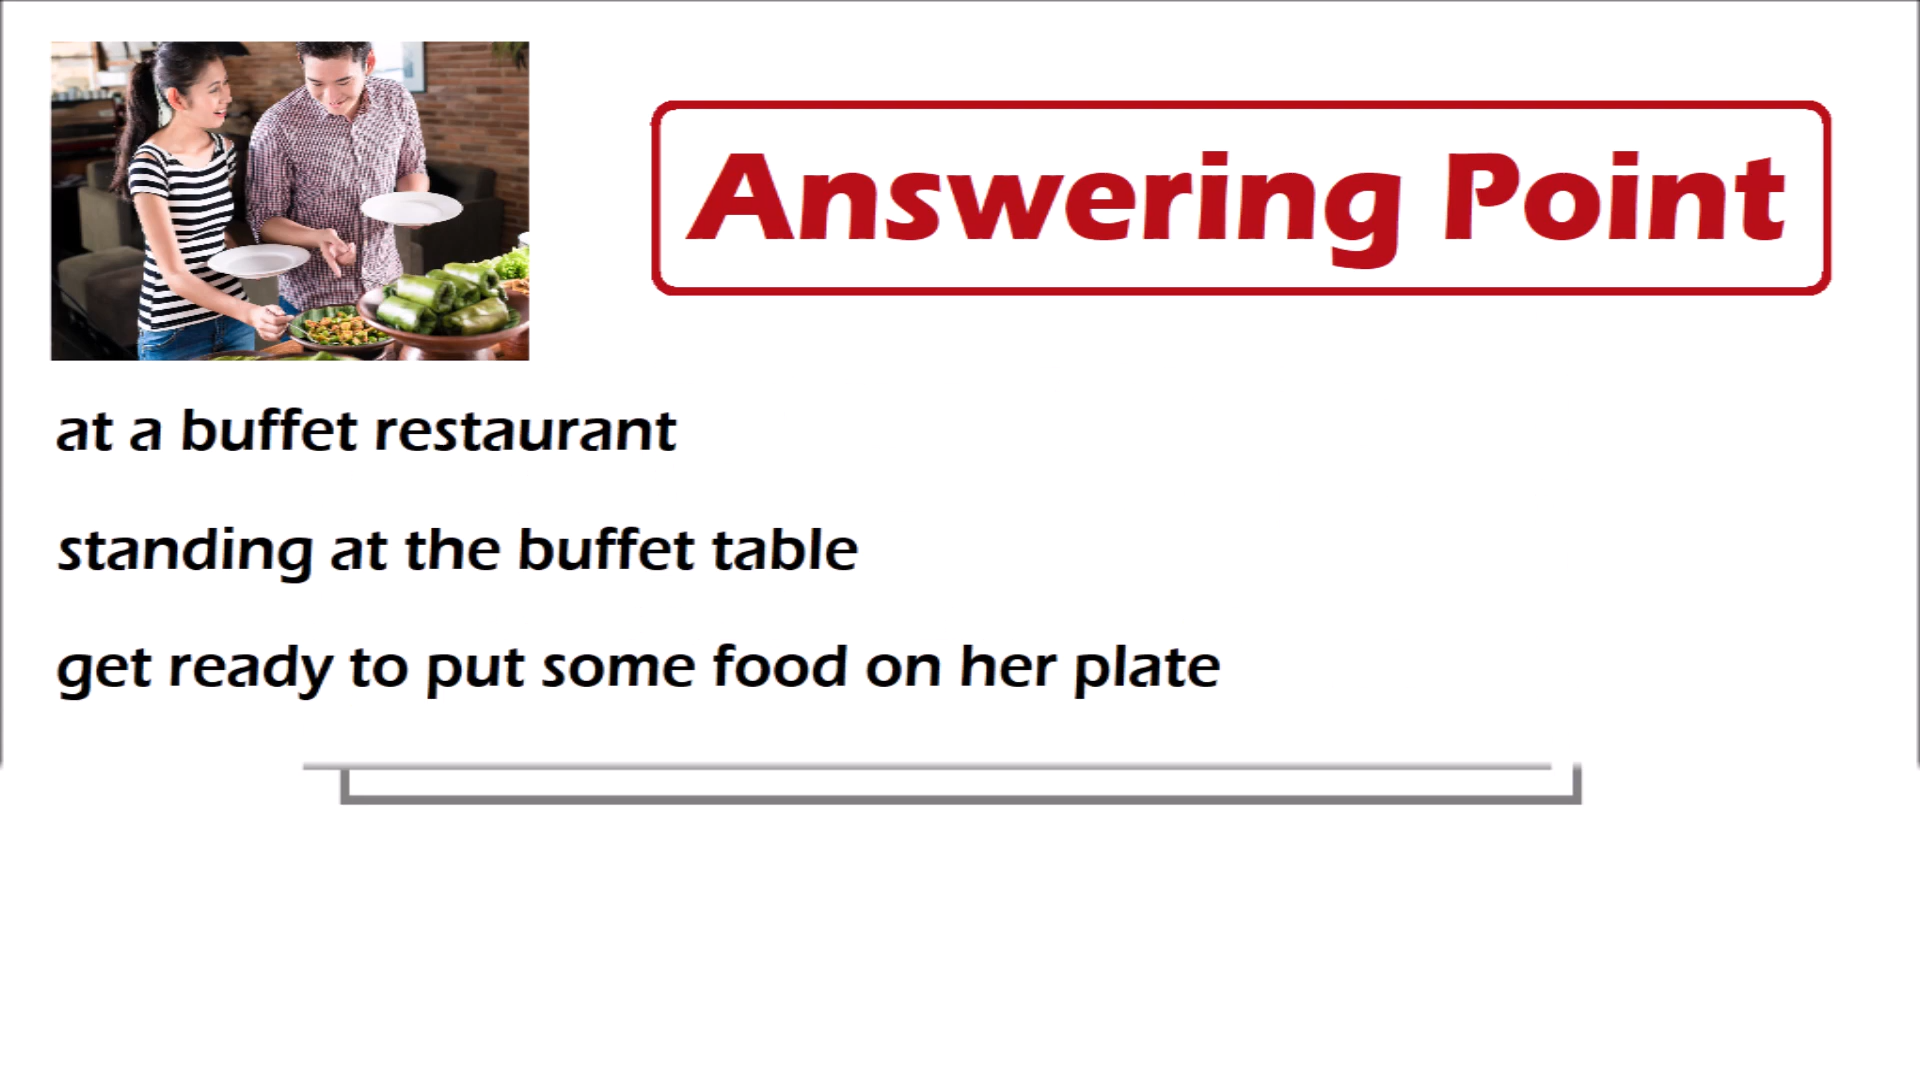 Answering Point
at a buffet restaurant
standing at the buffet table
get ready to put some food on her plate